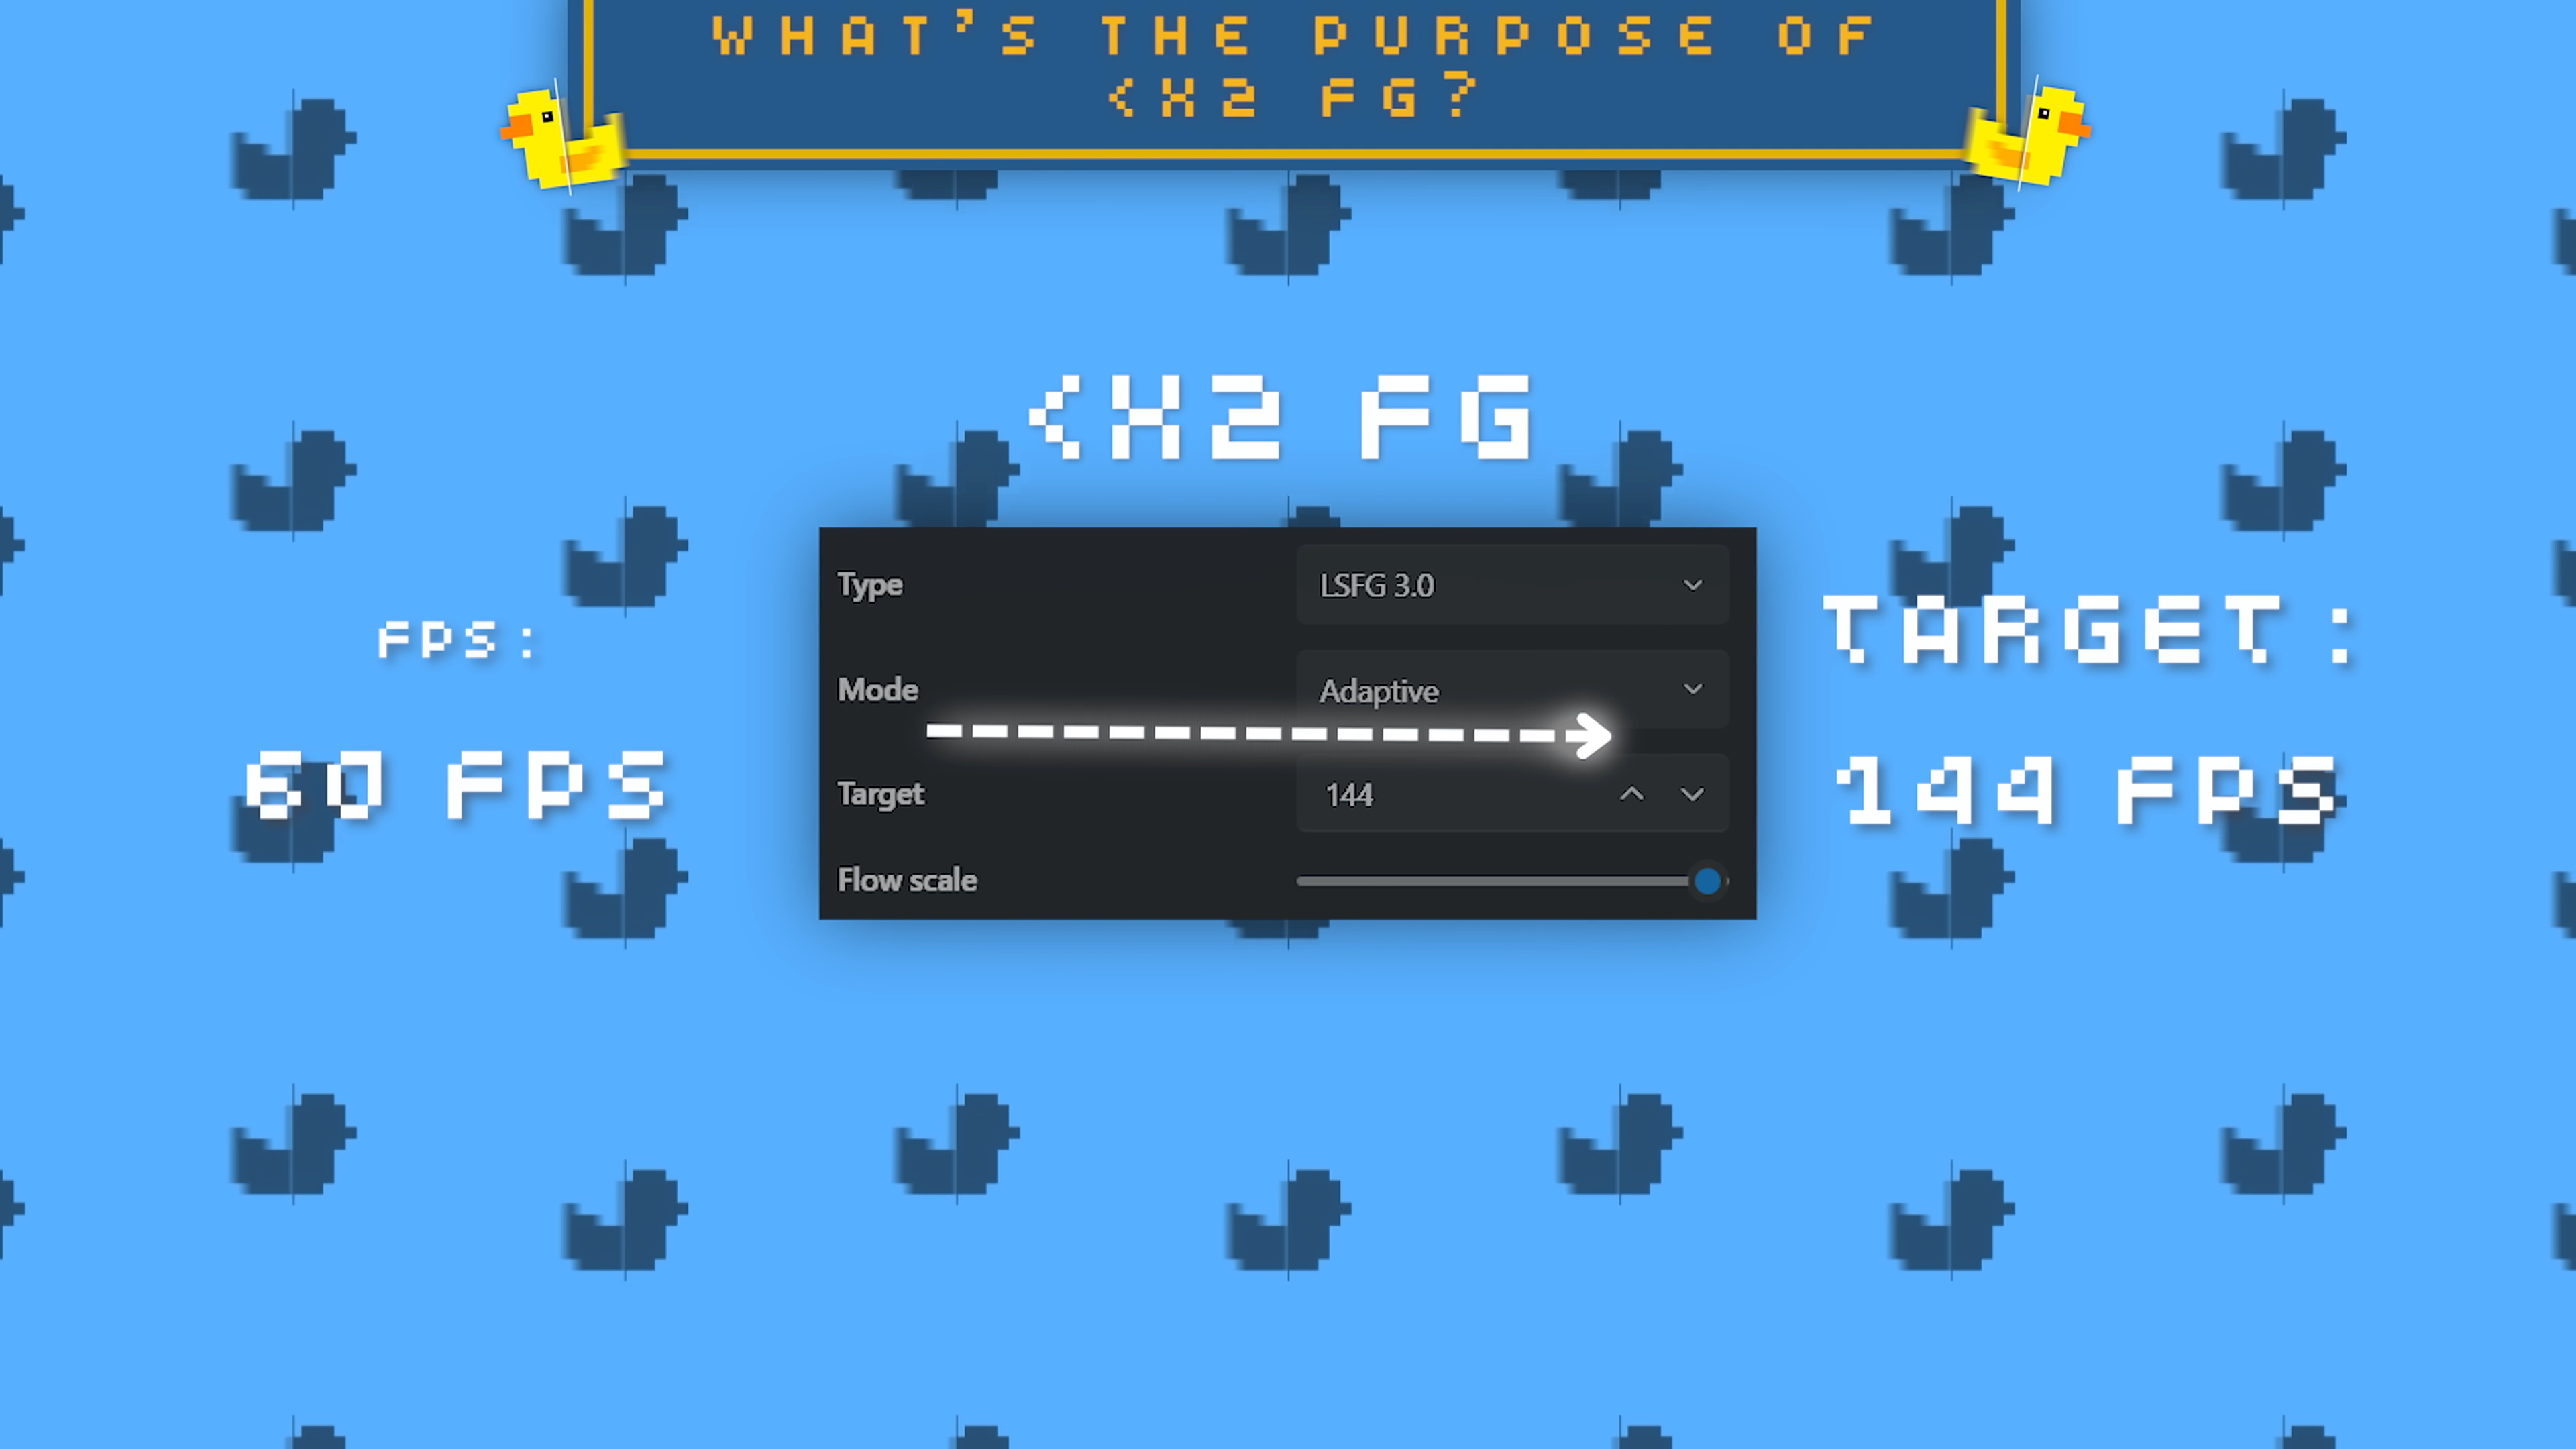 WHAT'S THE PURPOSE OF
<X2 FG?
<X2 FG
FPS:
60 FPS
Type
LSFG 3.0
Mode
Adaptive
Target
144
Flow scale
TARGET:
144 FPS